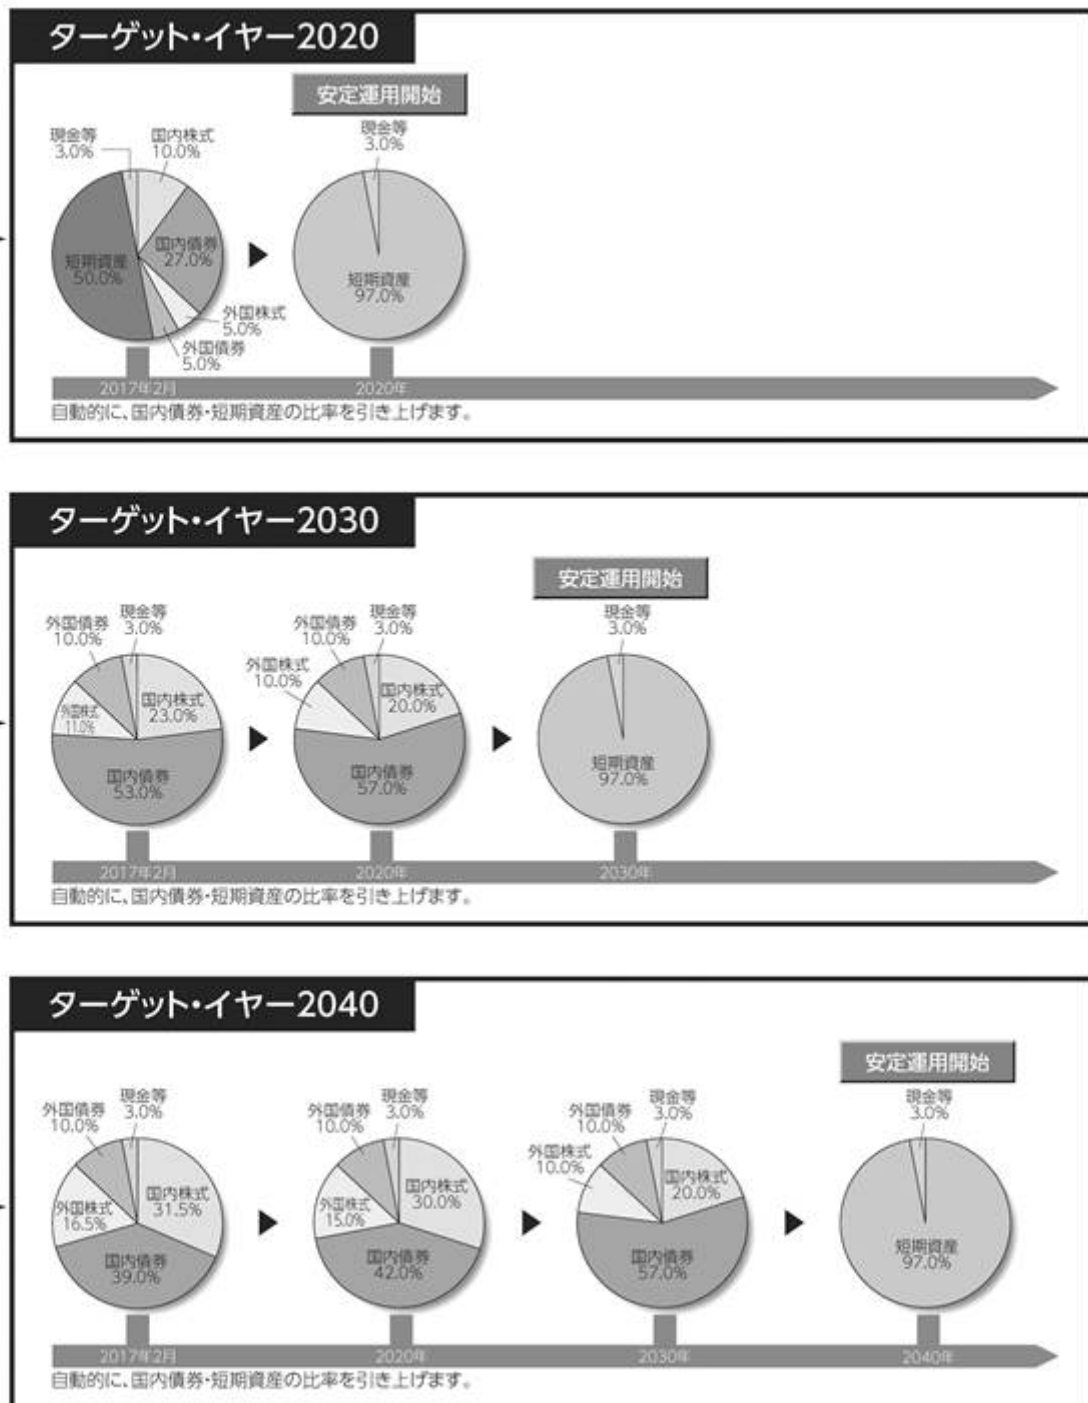 ターゲット・イヤー2020
安定運用開始
現金等
3.0%
国内株式
10.0%
国内債券
27.0%
外国株式
5.0%
外国債券
5.0%
短期資産
50.0%
現金等
3.0%
短期資産
97.0%
2017年2月
2020年
自動的に、国内債券・短期資産の比率を引き上げます。
ターゲット・イヤー2030
安定運用開始
外国債券
10.0%
現金等
3.0%
国内株式
23.0%
外国株式
11.0%
国内債券
53.0%
外国債券
10.0%
現金等
3.0%
外国株式
10.0%
国内株式
20.0%
国内債券
57.0%
現金等
3.0%
短期資産
97.0%
2017年2月
2020年
2030年
自動的に、国内債券・短期資産の比率を引き上げます。
ターゲット・イヤー2040
安定運用開始
外国債券
10.0%
現金等
3.0%
国内株式
31.5%
外国株式
16.5%
国内債券
39.0%
外国債券
10.0%
現金等
3.0%
国内株式
30.0%
外国株式
15.0%
国内債券
42.0%
外国債券
10.0%
現金等
3.0%
外国株式
10.0%
国内株式
20.0%
国内債券
57.0%
現金等
3.0%
短期資産
97.0%
2017年2月
2020年
2030年
2040年
自動的に、国内債券・短期資産の比率を引き上げます。